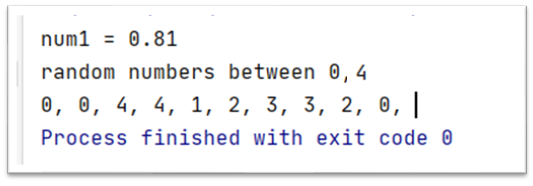 num1 = 0.81
random numbers between 0,4
0, 0, 4, 4, 1, 2, 3, 3, 2, 0,
Process finished with exit code 0